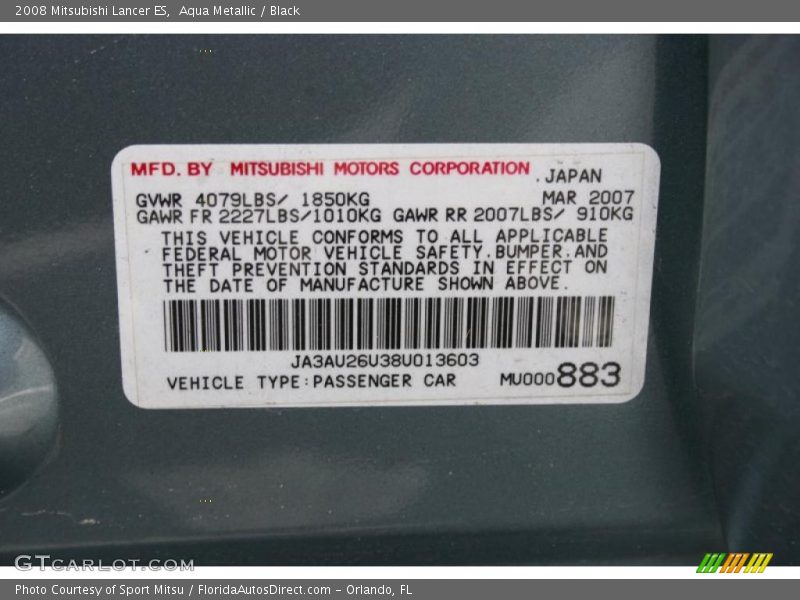 2008 Mitsubishi Lancer ES,  Aqua Metallic / Black
MFD. BY MITSUBISHI MOTORS CORPORATION .JAPAN
GVWR 4079LBS/ 1850KG MAR 2007
GAWR FR 2227LBS/1010KG GAWR RR 2007LBS/ 910KG
THIS VEHICLE CONFORMS TO ALL APPLICABLE
FEDERAL MOTOR VEHICLE SAFETY.BUMPER.AND
THEFT PREVENTION STANDARDS IN EFFECT ON
THE DATE OF MANUFACTURE SHOWN ABOVE.
JA3AU26U38U013603
VEHICLE TYPE:PASSENGER CAR MU000883
GTCARLOT.COM
Photo Courtesy of Sport Mitsu / FloridaAutosDirect.com – Orlando, FL